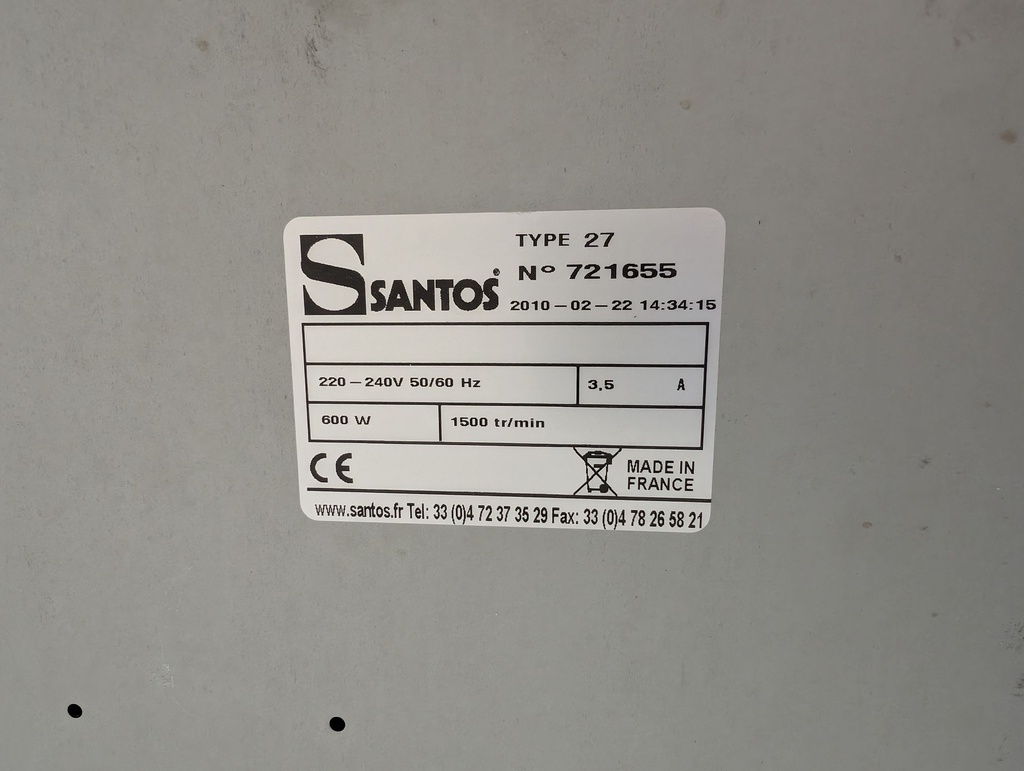 S SANTOS®
TYPE 27
N° 721655
2010-02-22 14:34:15
220-240V 50/60 Hz
3,5 A
600 W
1500 tr/min
CE
MADE IN
FRANCE
www.santos.fr Tel: 33 (0)4 72 37 35 29 Fax: 33 (0)4 78 26 58 21